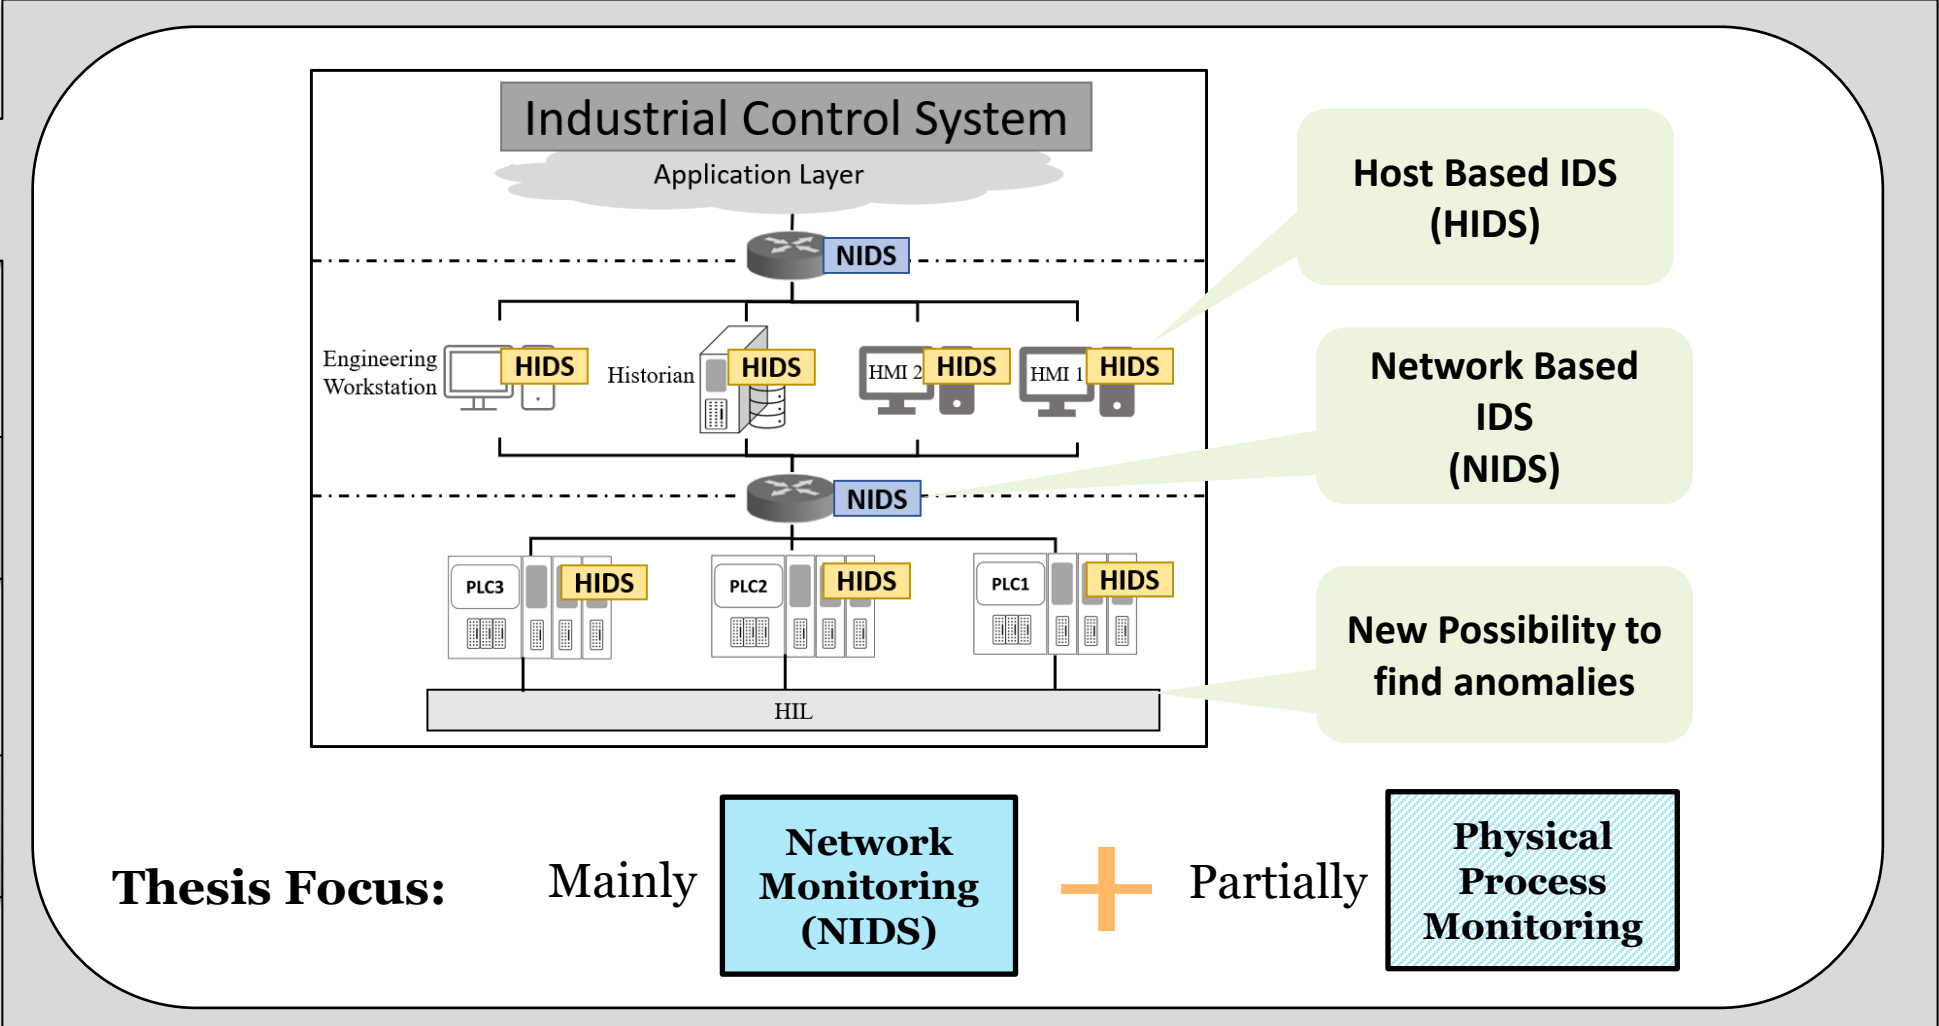 Industrial Control System
Application Layer
NIDS
Host Based IDS
(HIDS)
Engineering
Workstation
HIDS
Historian
HIDS
HMI 2
HIDS
HMI 1
HIDS
Network Based
IDS
(NIDS)
NIDS
PLC3
HIDS
PLC2
HIDS
PLC1
HIDS
New Possibility to
find anomalies
HIL
Thesis Focus:
Mainly
Network
Monitoring
(NIDS)
Partially
Physical
Process
Monitoring